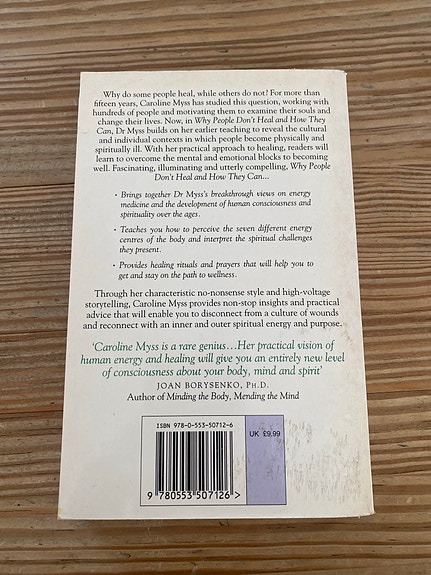 Why do some people heal, while others do not? For more than
fifteen years, Caroline Myss has studied this question, working with
hundreds of people and motivating them to examine their souls and
change their lives. Now, in Why People Don't Heal and How They
Can, Dr Myss builds on her earlier teaching to reveal the cultural
and individual contexts in which people become physically and
spiritually ill. With her practical approach to healing, readers will
learn to overcome the mental and emotional blocks to becoming
well. Fascinating, illuminating and utterly compelling, Why People
Don't Heal and How They Can...
• Brings together Dr Myss's breakthrough views on energy
medicine and the development of human consciousness and
spirituality over the ages.
• Teaches you how to perceive the seven different energy
centres of the body and interpret the spiritual challenges
they present.
• Provides healing rituals and prayers that will help you to
get and stay on the path to wellness.
Through her characteristic no-nonsense style and high-voltage
storytelling, Caroline Myss provides non-stop insights and practical
advice that will enable you to disconnect from a culture of wounds
and reconnect with an inner and outer spiritual energy and purpose.
'Caroline Myss is a rare genius...Her practical vision of
human energy and healing will give you an entirely new level
of consciousness about your body, mind and spirit'
JOAN BORYSENKO, PH.D.
Author of Minding the Body, Mending the Mind
ISBN 978-0-553-50712-6
UK £9.99
9 780553 507126 >